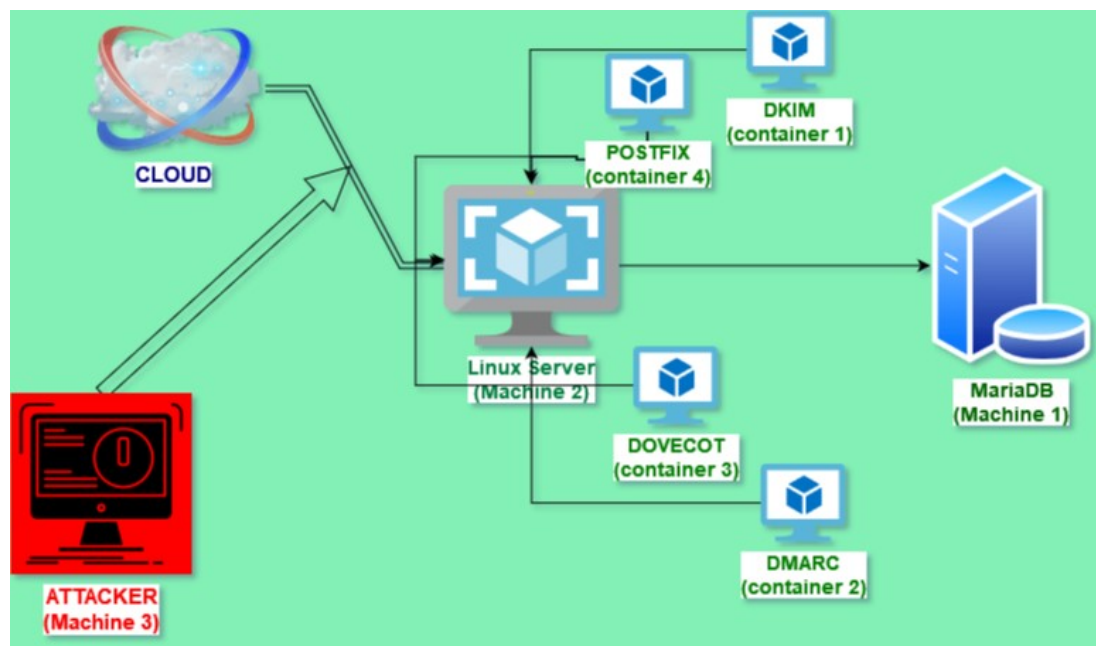 CLOUD
DKIM
(container 1)
POSTFIX
(container 4)
Linux Server
(Machine 2)
MariaDB
(Machine 1)
DOVECOT
(container 3)
DMARC
(container 2)
ATTACKER
(Machine 3)